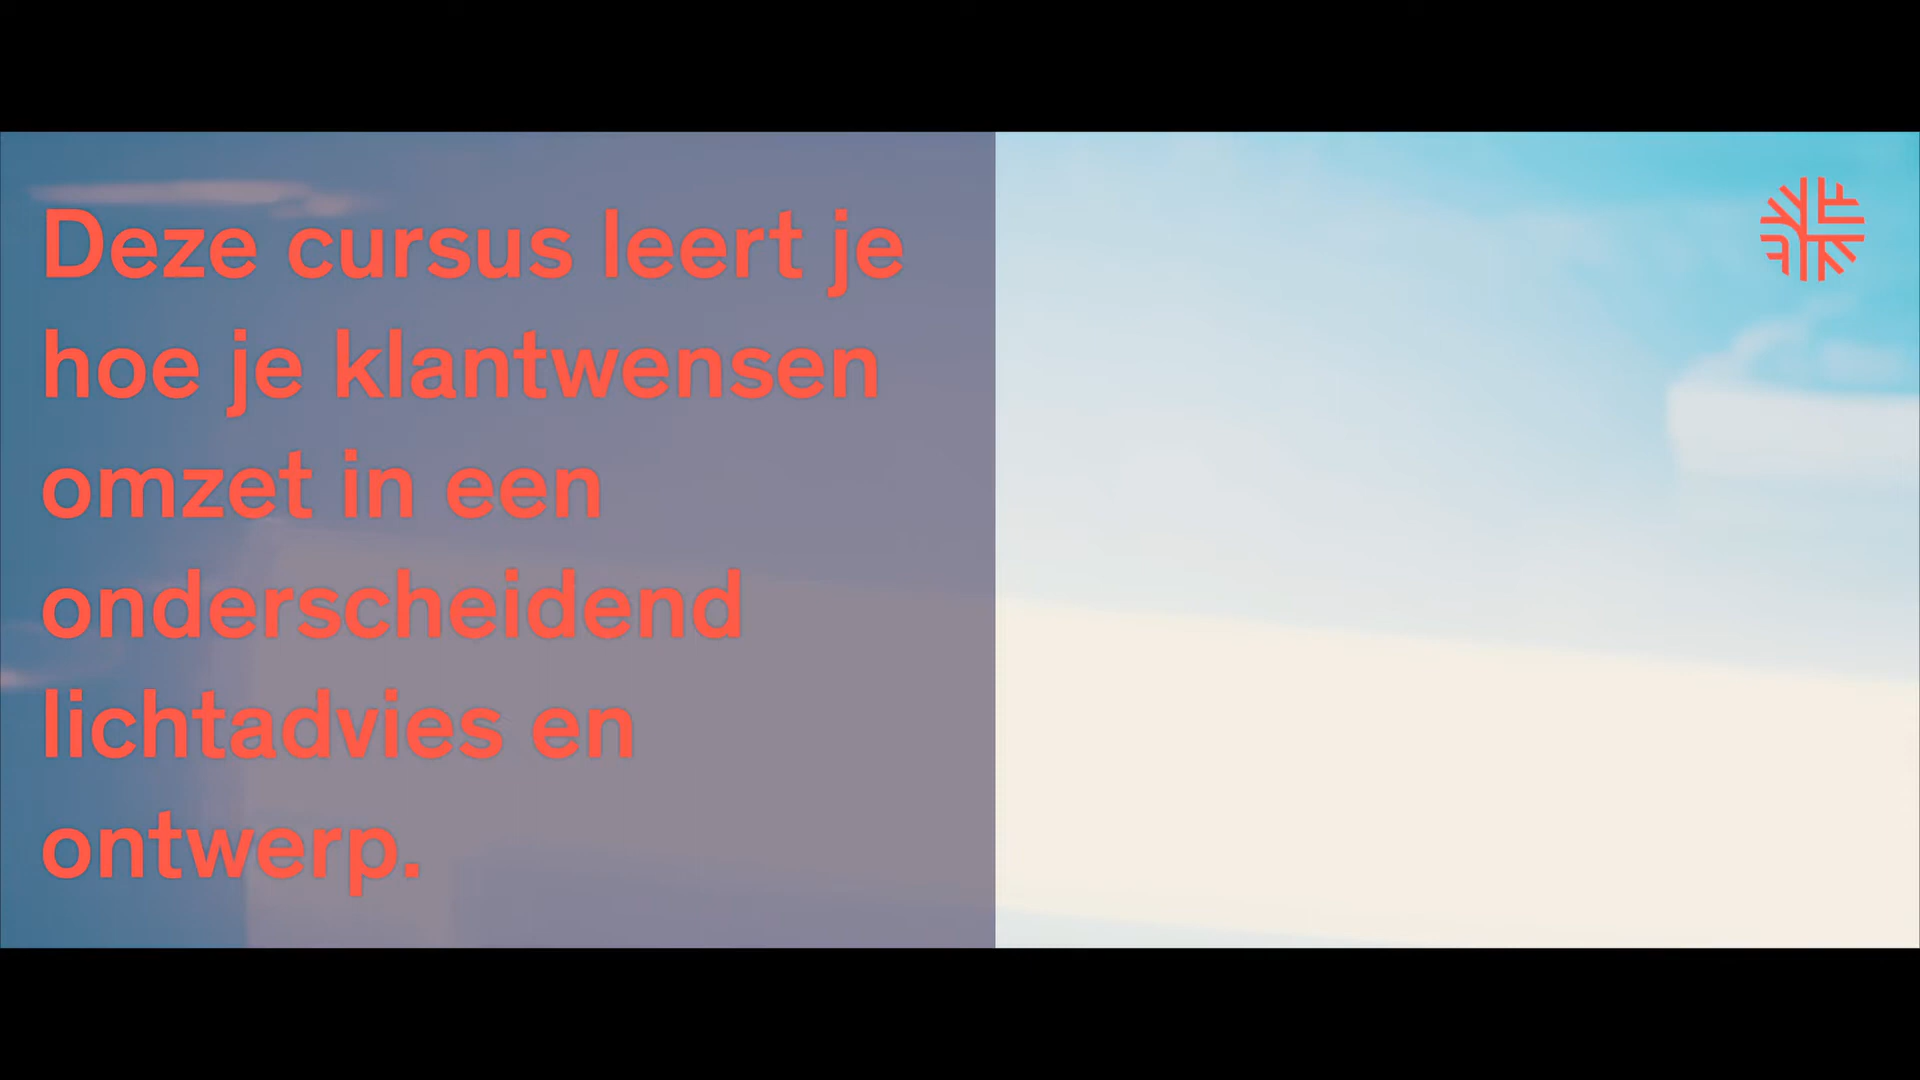 Deze cursus leert je
hoe je klantwensen
omzet in een
onderscheidend
lichtadvies en
ontwerp.